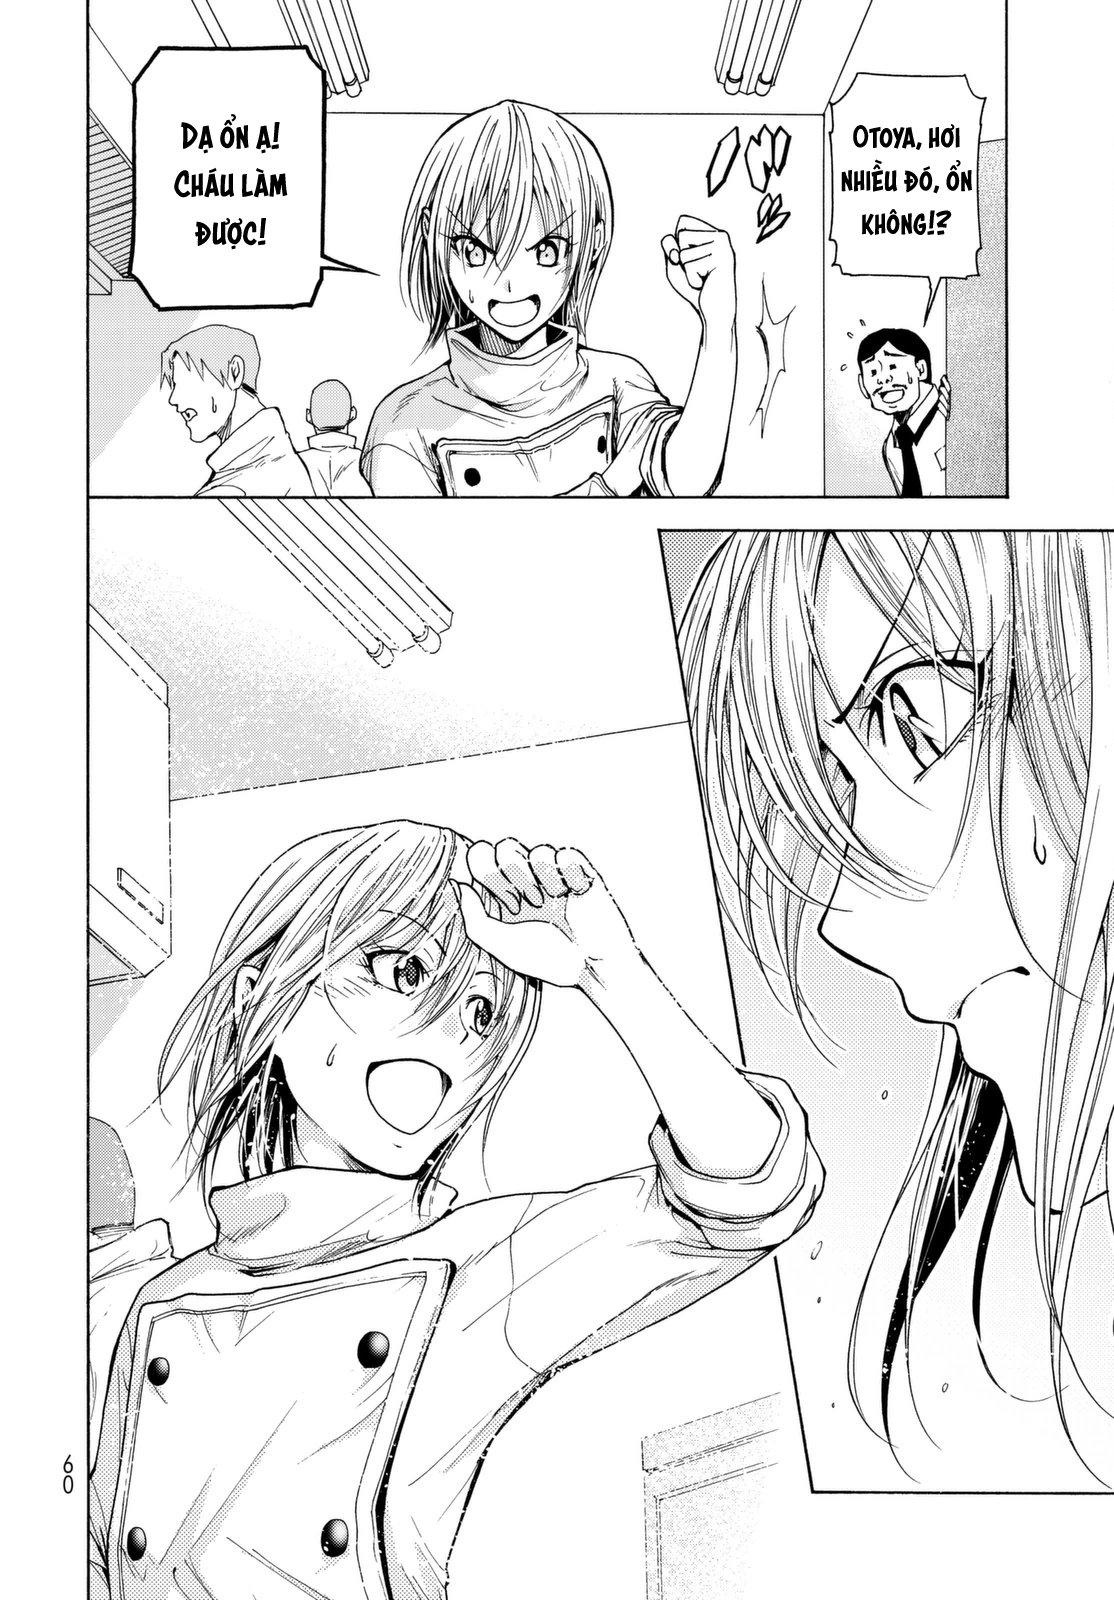 OTOYA, HƠI
NHIỀU ĐÓ, ỔN
KHÔNG!?
DẠ ỔN Ạ!
CHÁU LÀM
ĐƯỢC!
60